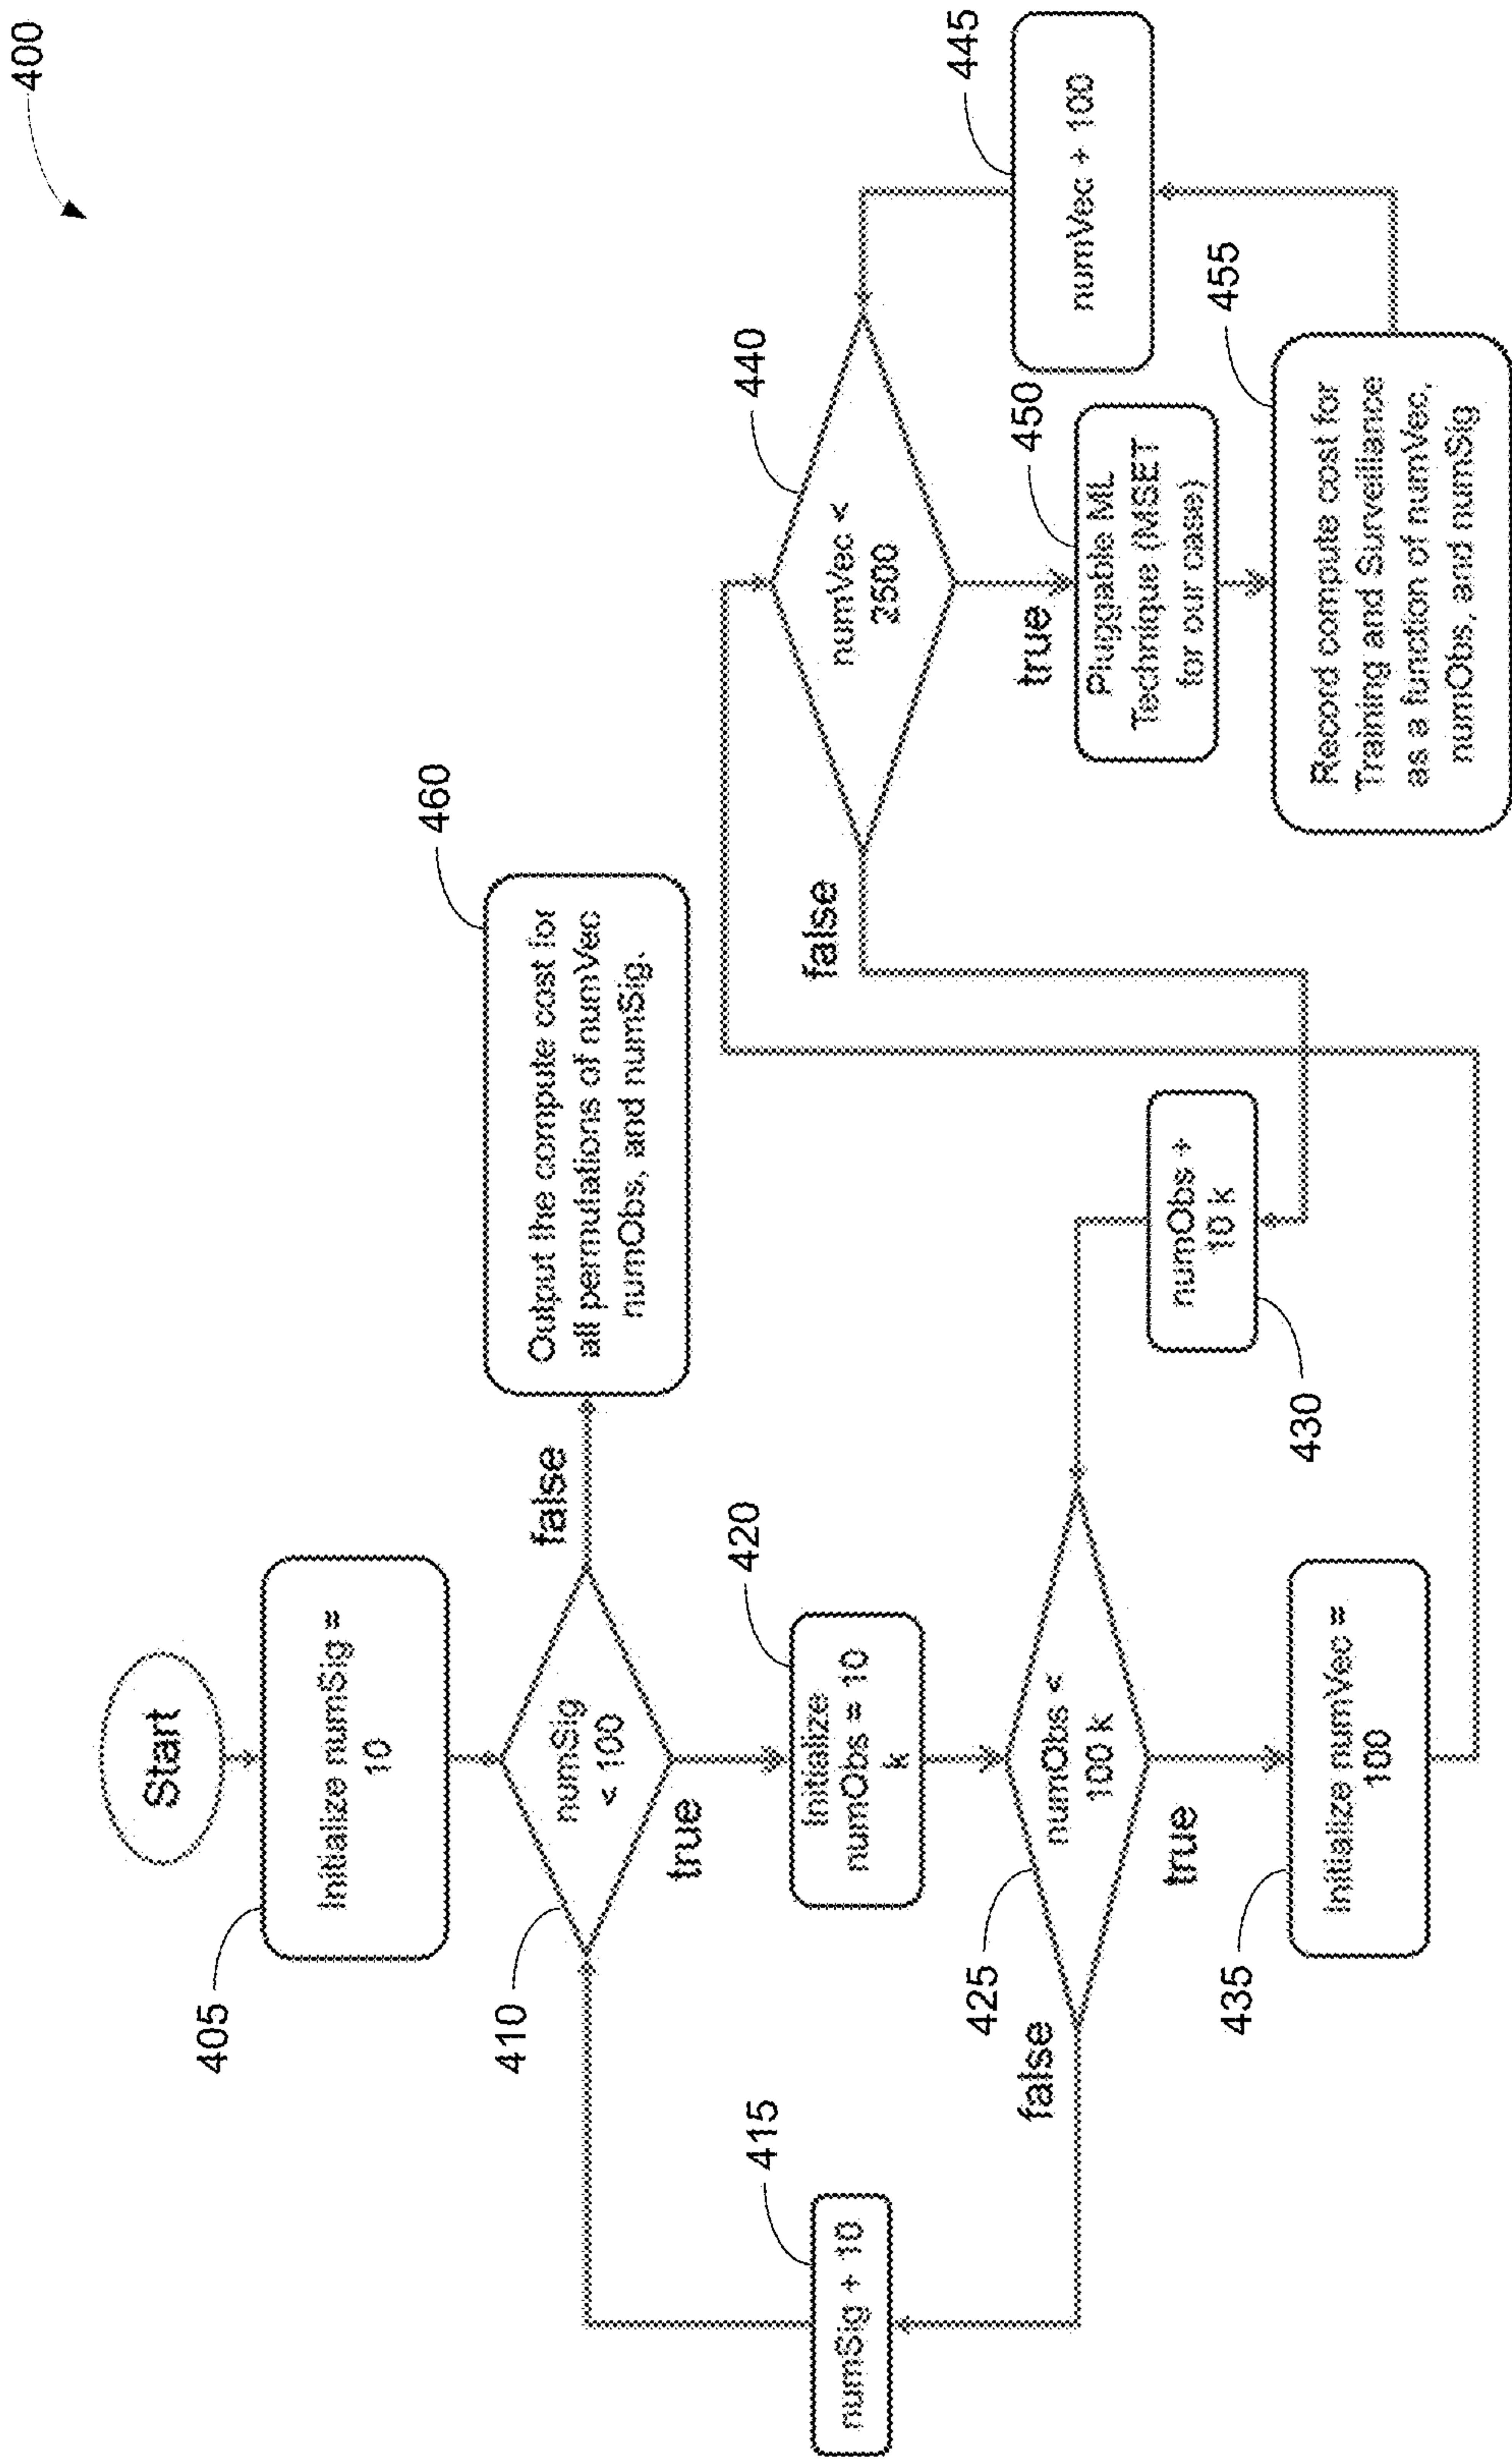 400
Start
405
Initialize numSig =
10
410
numSig
< 100
false
460
Output the compute cost for
all permutations of numVec
numObs, and numSig.
true
415
numSig + 10
420
Initialize
numObs = 10
k
425
numObs <
100 k
false
true
430
numObs +
10 k
435
Initialize numVec =
100
440
numVec <
2500
false
true
445
numVec + 100
450
Pluggable ML
Technique (MSET
for our case)
455
Record compute cost for
Training and Surveillance
as a function of numVec,
numObs, and numSig